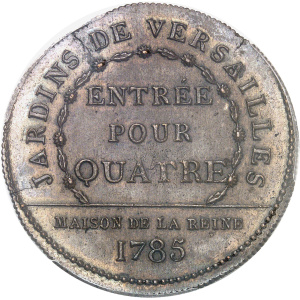 JARDINS DE VERSAILLES
ENTRÉE
POUR
QUATRE
MAISON DE LA REINE
1785